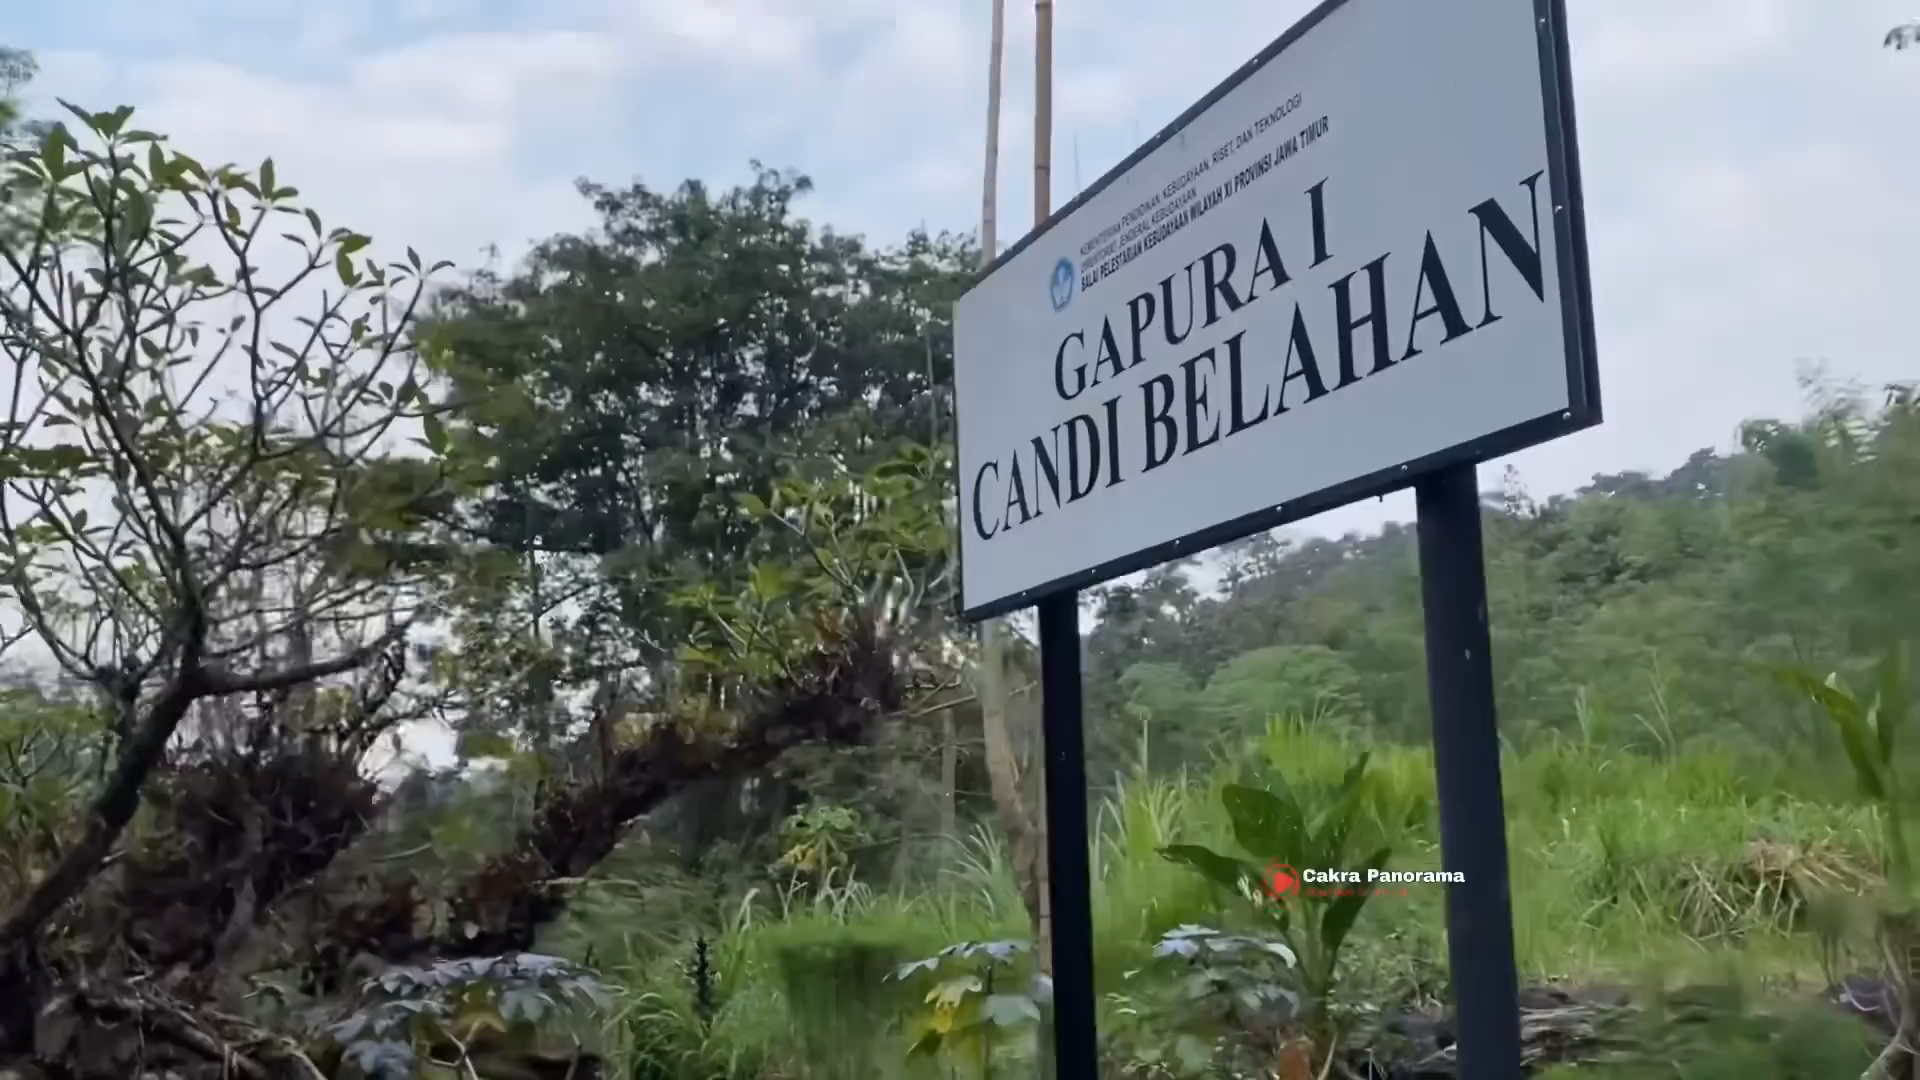 KEMENTERIAN PENDIDIKAN, KEBUDAYAAN, RISET, DAN TEKNOLOGI
DIREKTORAT JENDERAL KEBUDAYAAN
BALAI PELESTARIAN KEBUDAYAAN WILAYAH XI PROVINSI JAWA TIMUR
GAPURA I
CANDI BELAHAN
Cakra Panorama